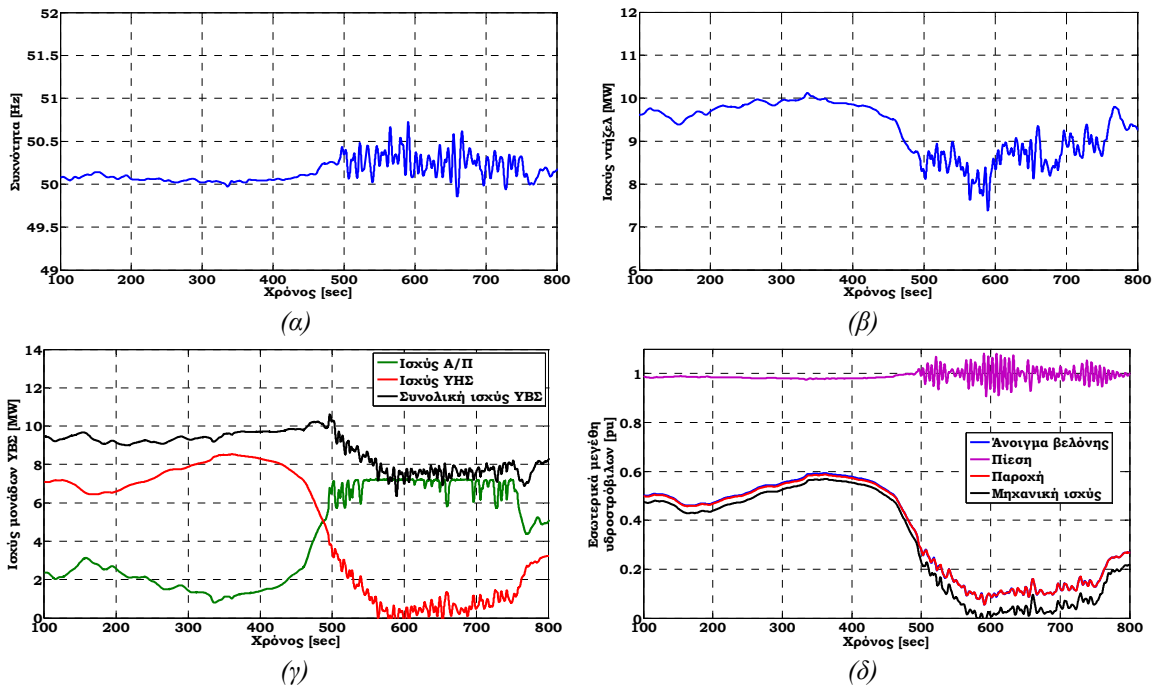 52
51.5
51
50.5
50
49.5
49
100 200 300 400 500 600 700 800
Συχνότητα [Hz]
Χρόνος [sec]
(α)
12
11
10
9
8
7
6
100 200 300 400 500 600 700 800
Ισχύς ντήζελ [MW]
Χρόνος [sec]
(β)
14
12
10
8
6
4
2
0
100 200 300 400 500 600 700 800
Ισχύς μονάδων ΥΒΣ [MW]
Χρόνος [sec]
Ισχύς Α/Π
Ισχύς ΥΗΣ
Συνολική ισχύς ΥΒΣ
(γ)
1
0.8
0.6
0.4
0.2
0
100 200 300 400 500 600 700 800
Εσωτερικά μεγέθη
υδροστρόβιλων [pu]
Χρόνος [sec]
Άνοιγμα βελόνης
Πίεση
Παροχή
Μηχανική ισχύς
(δ)